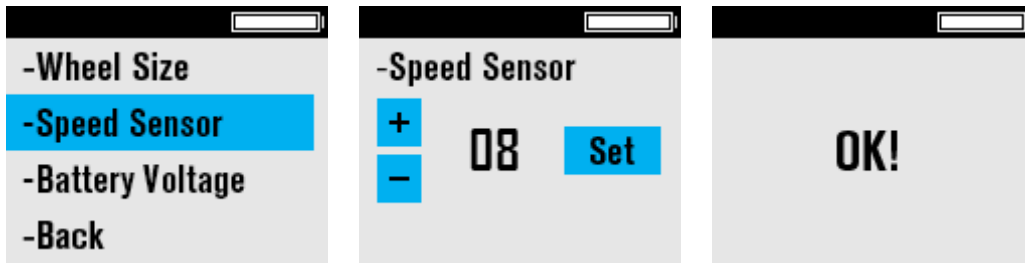 -Wheel Size
-Speed Sensor
-Battery Voltage
-Back
-Speed Sensor
+
08 Set
−
OK!